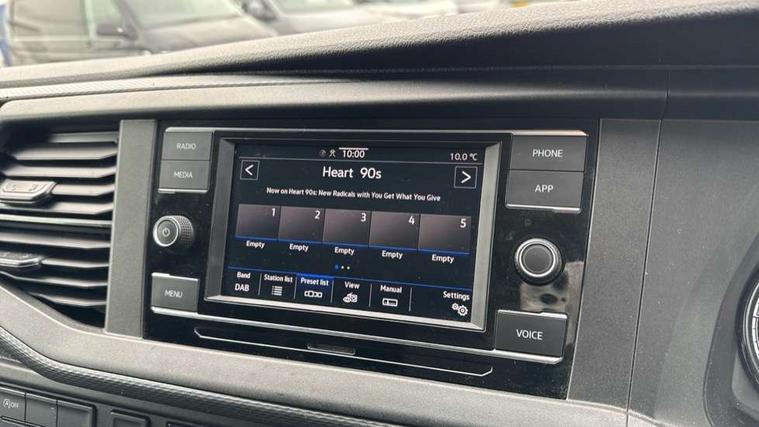 RADIO
MEDIA
MENU
10:00
10.0 °C
Heart 90s
Now on Heart 90s: New Radicals with You Get What You Give
1 2 3 4 5
Empty Empty Empty Empty Empty
Band Station list Preset list View Manual Settings
DAB
PHONE
APP
VOICE
(A)ON